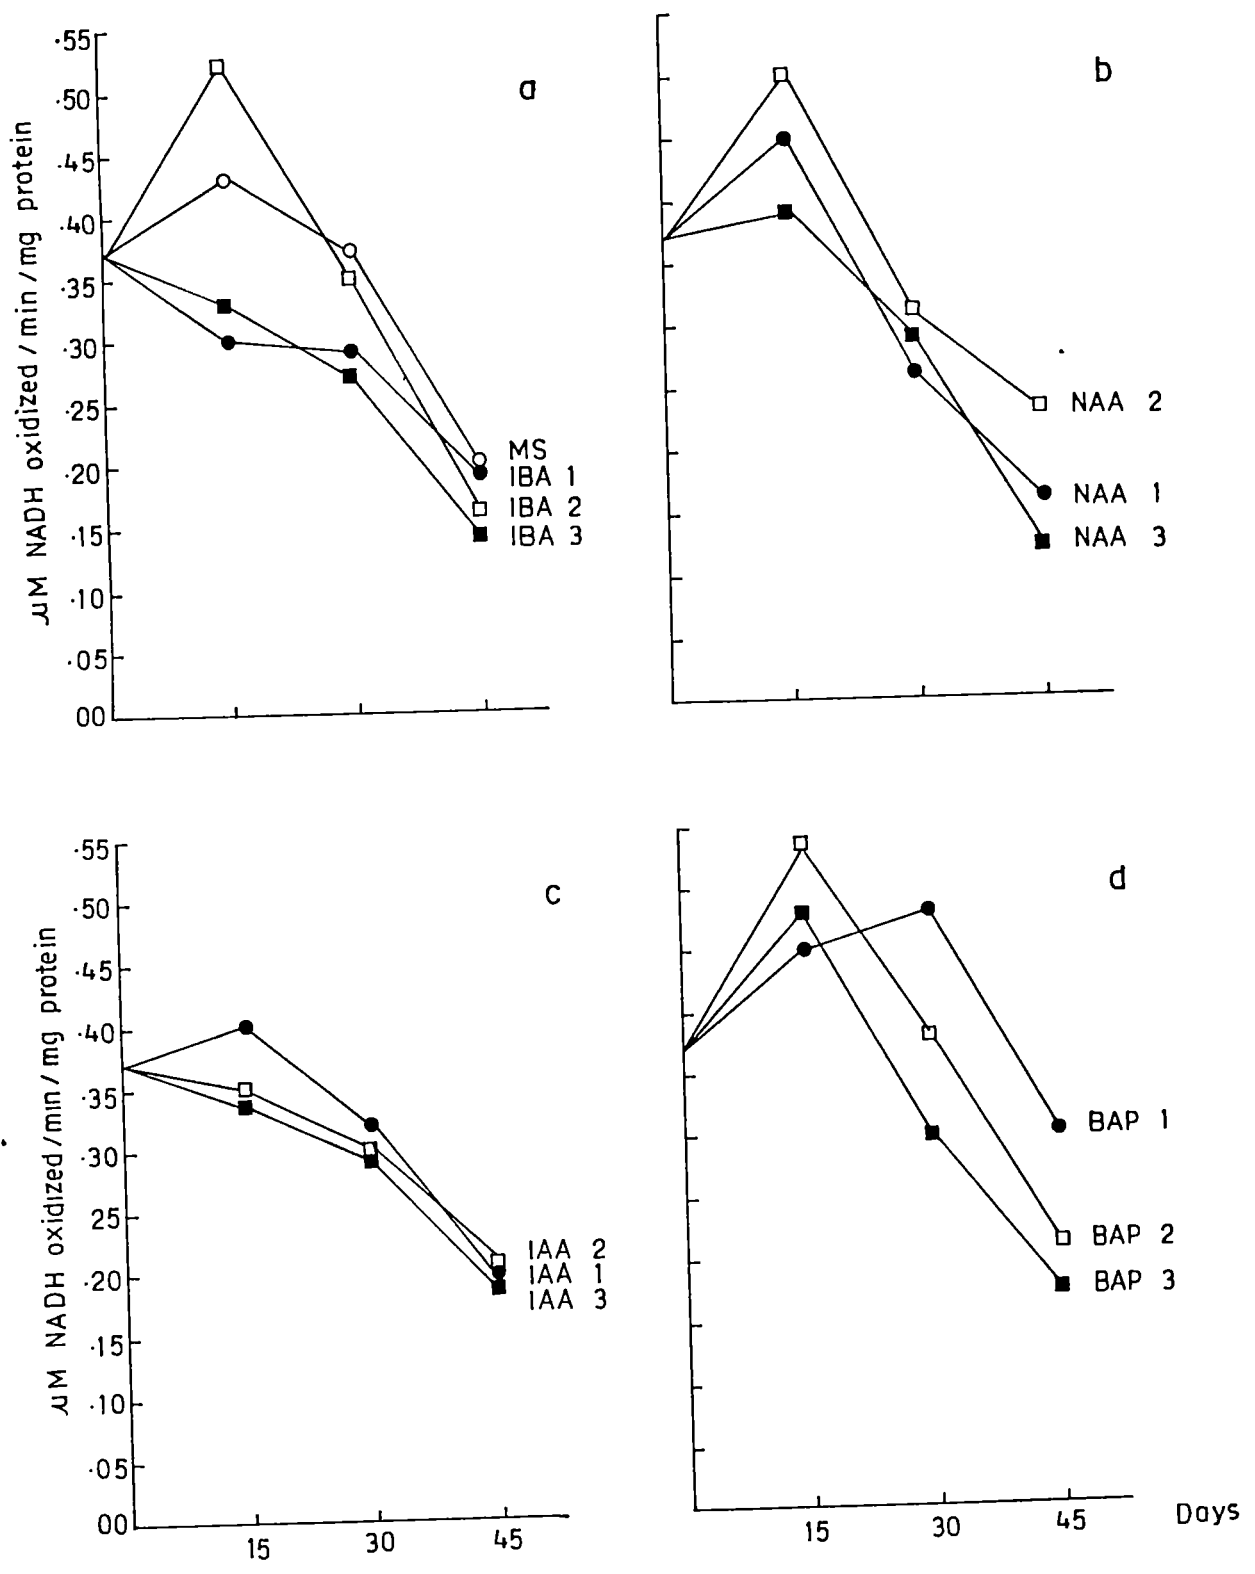 a
µM NADH oxidized / min / mg protein
·55
·50
·45
·40
·35
·30
·25
·20
·15
·10
·05
00
MS
IBA 1
IBA 2
IBA 3
b
NAA 2
NAA 1
NAA 3
c
µM NADH oxidized / min / mg protein
·55
·50
·45
·40
·35
·30
25
·20
·15
·10
·05
00
IAA 2
IAA 1
IAA 3
15
30
45
d
BAP 1
BAP 2
BAP 3
15
30
45
Days